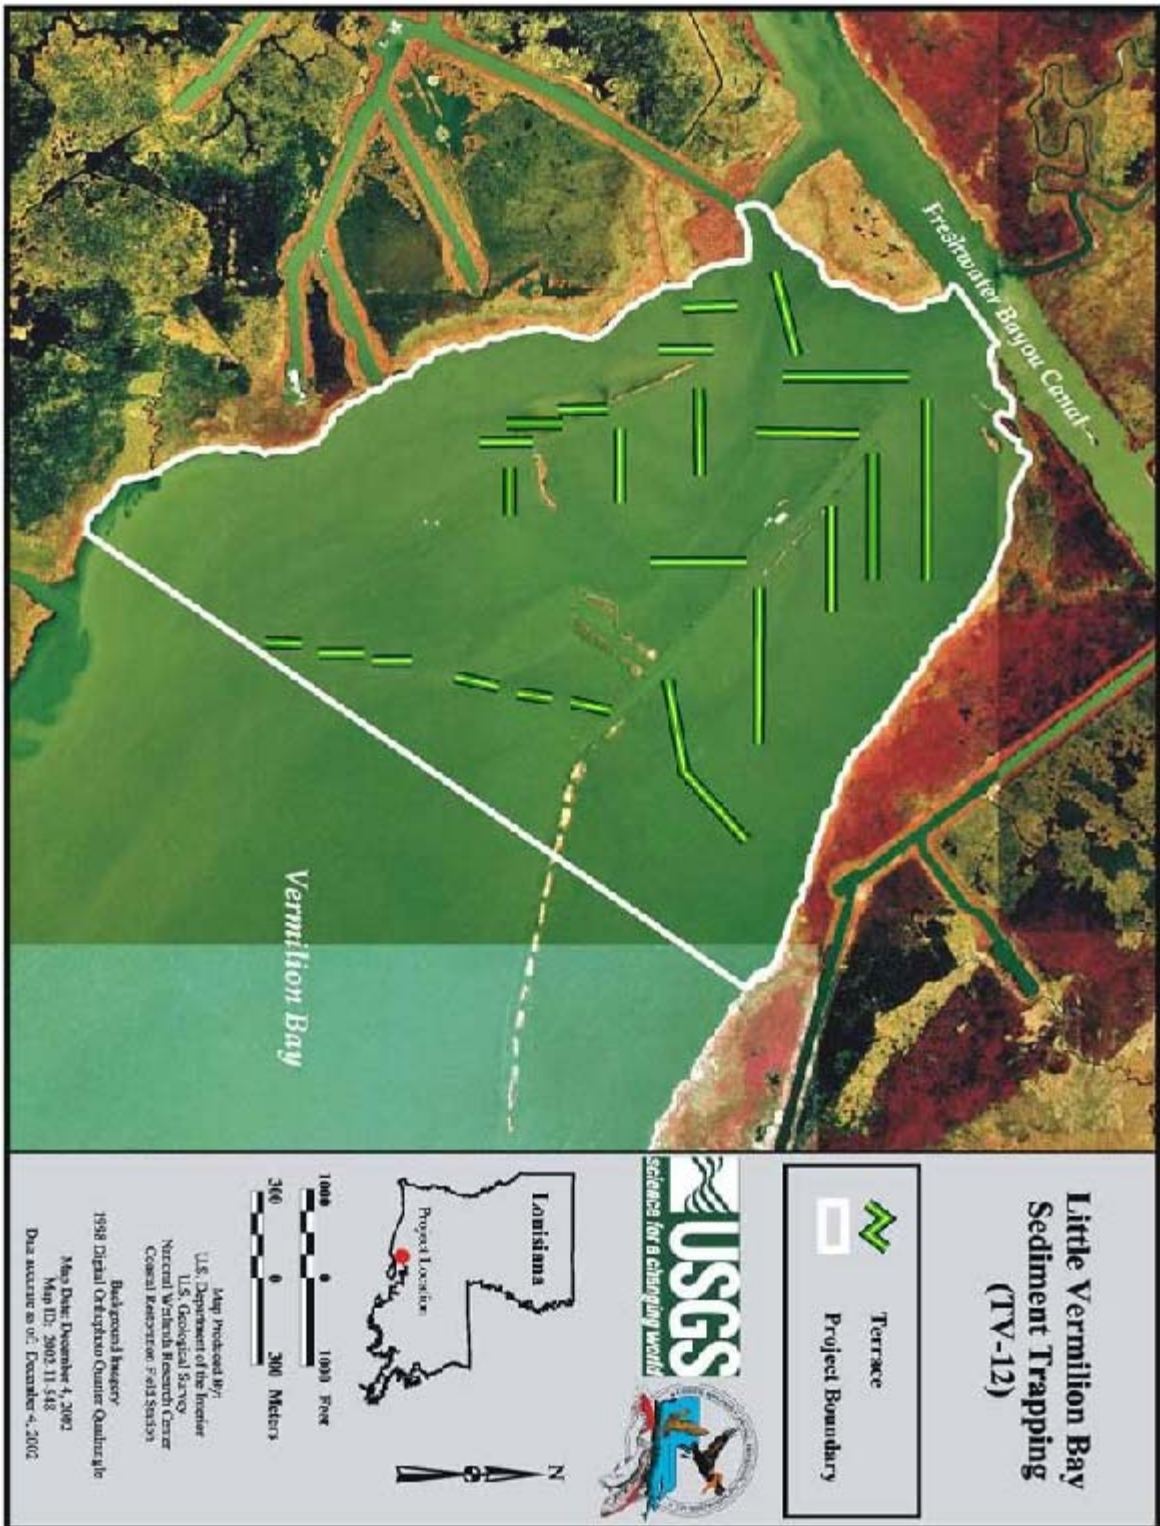 Freshwater Bayou Canal
Vermilion Bay
Little Vermilion Bay
Sediment Trapping
(TV-12)
Terrace
Project Boundary
USGS
science for a changing world
Louisiana
Project Location
N
1000 0 1000 Feet
300 0 300 Meters
Map Produced By:
U.S. Department of the Interior
U.S. Geological Survey
National Wetlands Research Center
Coastal Restoration Field Station
Background Imagery
1998 Digital Orthophoto Quarter Quadrangle
Map Date: December 4, 2002
Map ID: 2002-11-548
Data accurate as of: December 4, 2002